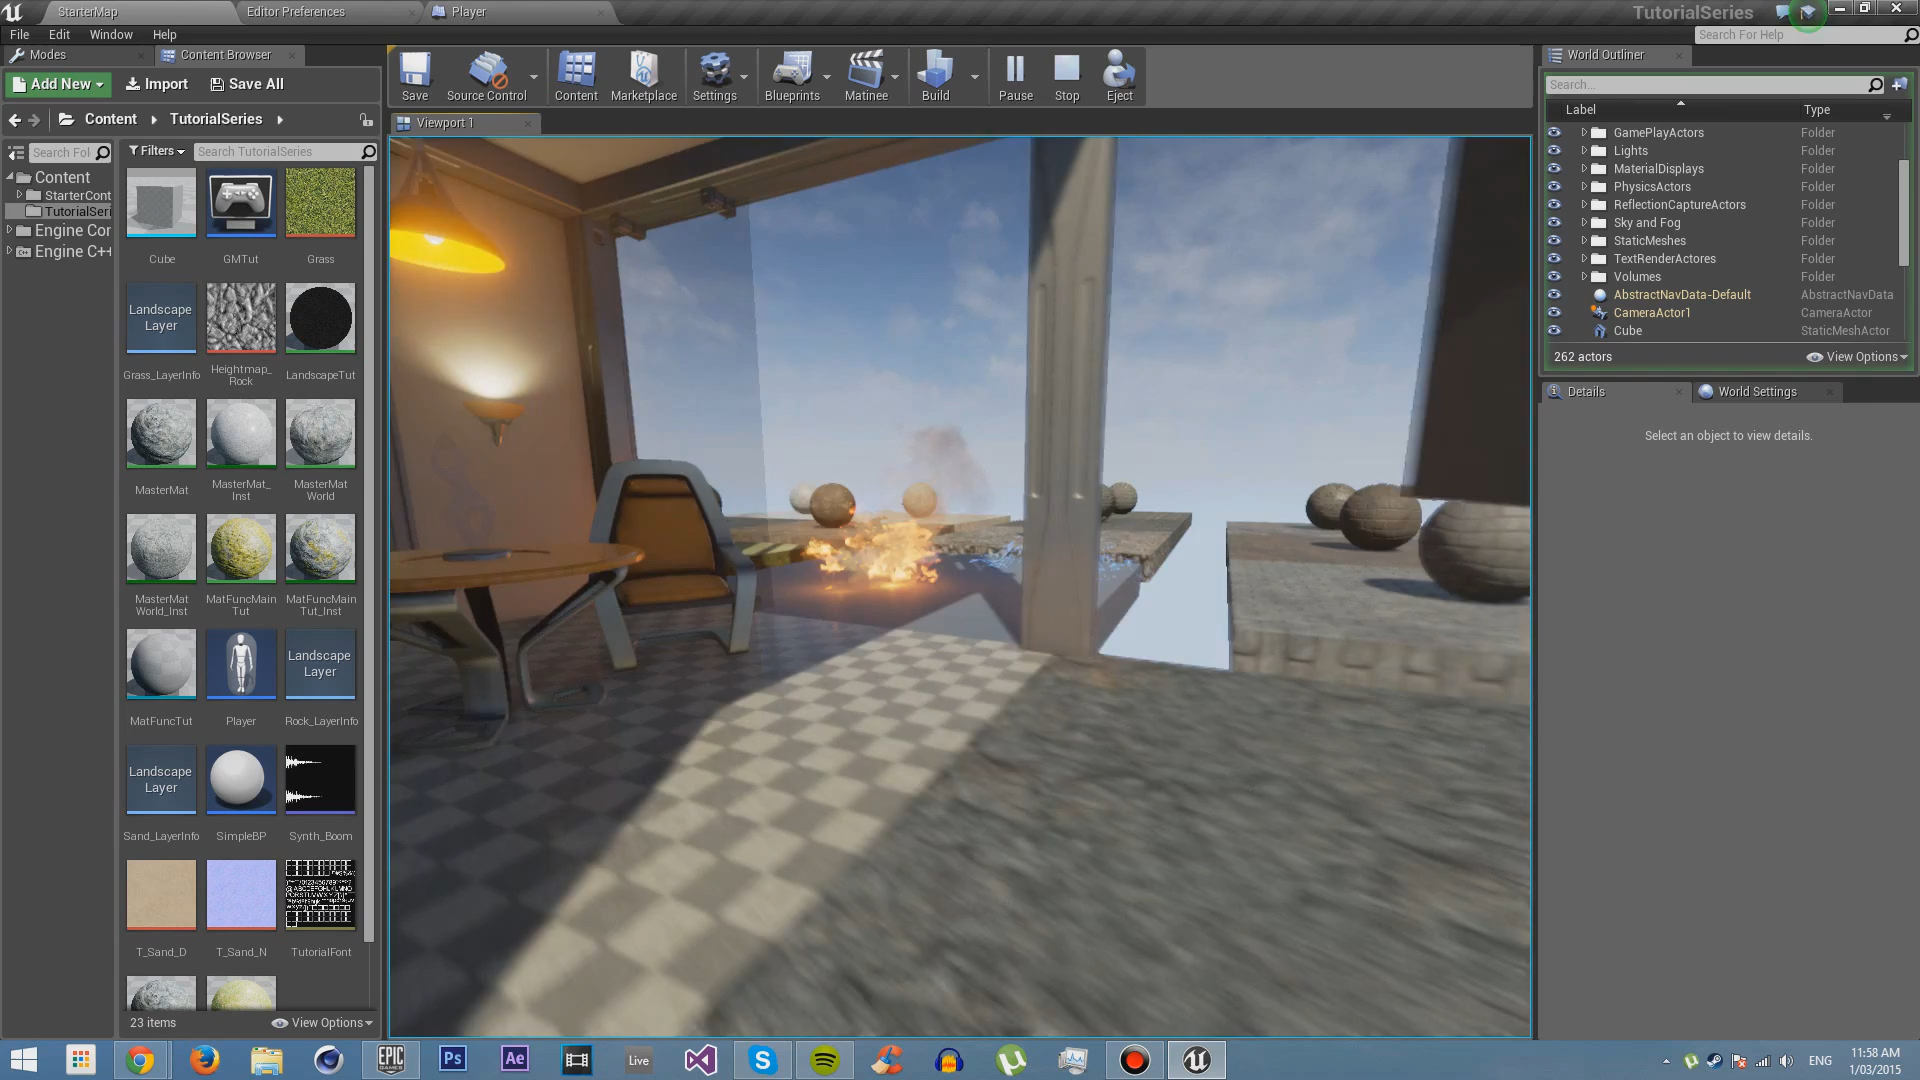 StarterMap
Editor Preferences
Player
TutorialSeries
File Edit Window Help
Search For Help
Modes
Content Browser
Add New
Import
Save All
Content
TutorialSeries
Search Fol
Filters
Search TutorialSeries
Content
StarterCont
TutorialSeri
Engine Cor
Engine C++
Cube
GMTut
Grass
Landscape
Layer
Grass_LayerInfo
Heightmap_
Rock
LandscapeTut
MasterMat
MasterMat_
Inst
MasterMat
World
MasterMat
World_Inst
MatFuncMain
Tut
MatFuncMain
Tut_Inst
Landscape
Layer
MatFuncTut
Player
Rock_LayerInfo
Landscape
Layer
Sand_LayerInfo
SimpleBP
Synth_Boom
T_Sand_D
T_Sand_N
TutorialFont
23 items
View Options
Save
Source Control
Content
Marketplace
Settings
Blueprints
Matinee
Build
Pause
Stop
Eject
Viewport 1
World Outliner
Search...
Label Type
GamePlayActors Folder
Lights Folder
MaterialDisplays Folder
PhysicsActors Folder
ReflectionCaptureActors Folder
Sky and Fog Folder
StaticMeshes Folder
TextRenderActores Folder
Volumes Folder
AbstractNavData-Default AbstractNavData
CameraActor1 CameraActor
Cube StaticMeshActor
262 actors
View Options
Details
World Settings
Select an object to view details.
EPIC
GAMES
Ps
Ae
Live
ENG
11:58 AM
1/03/2015